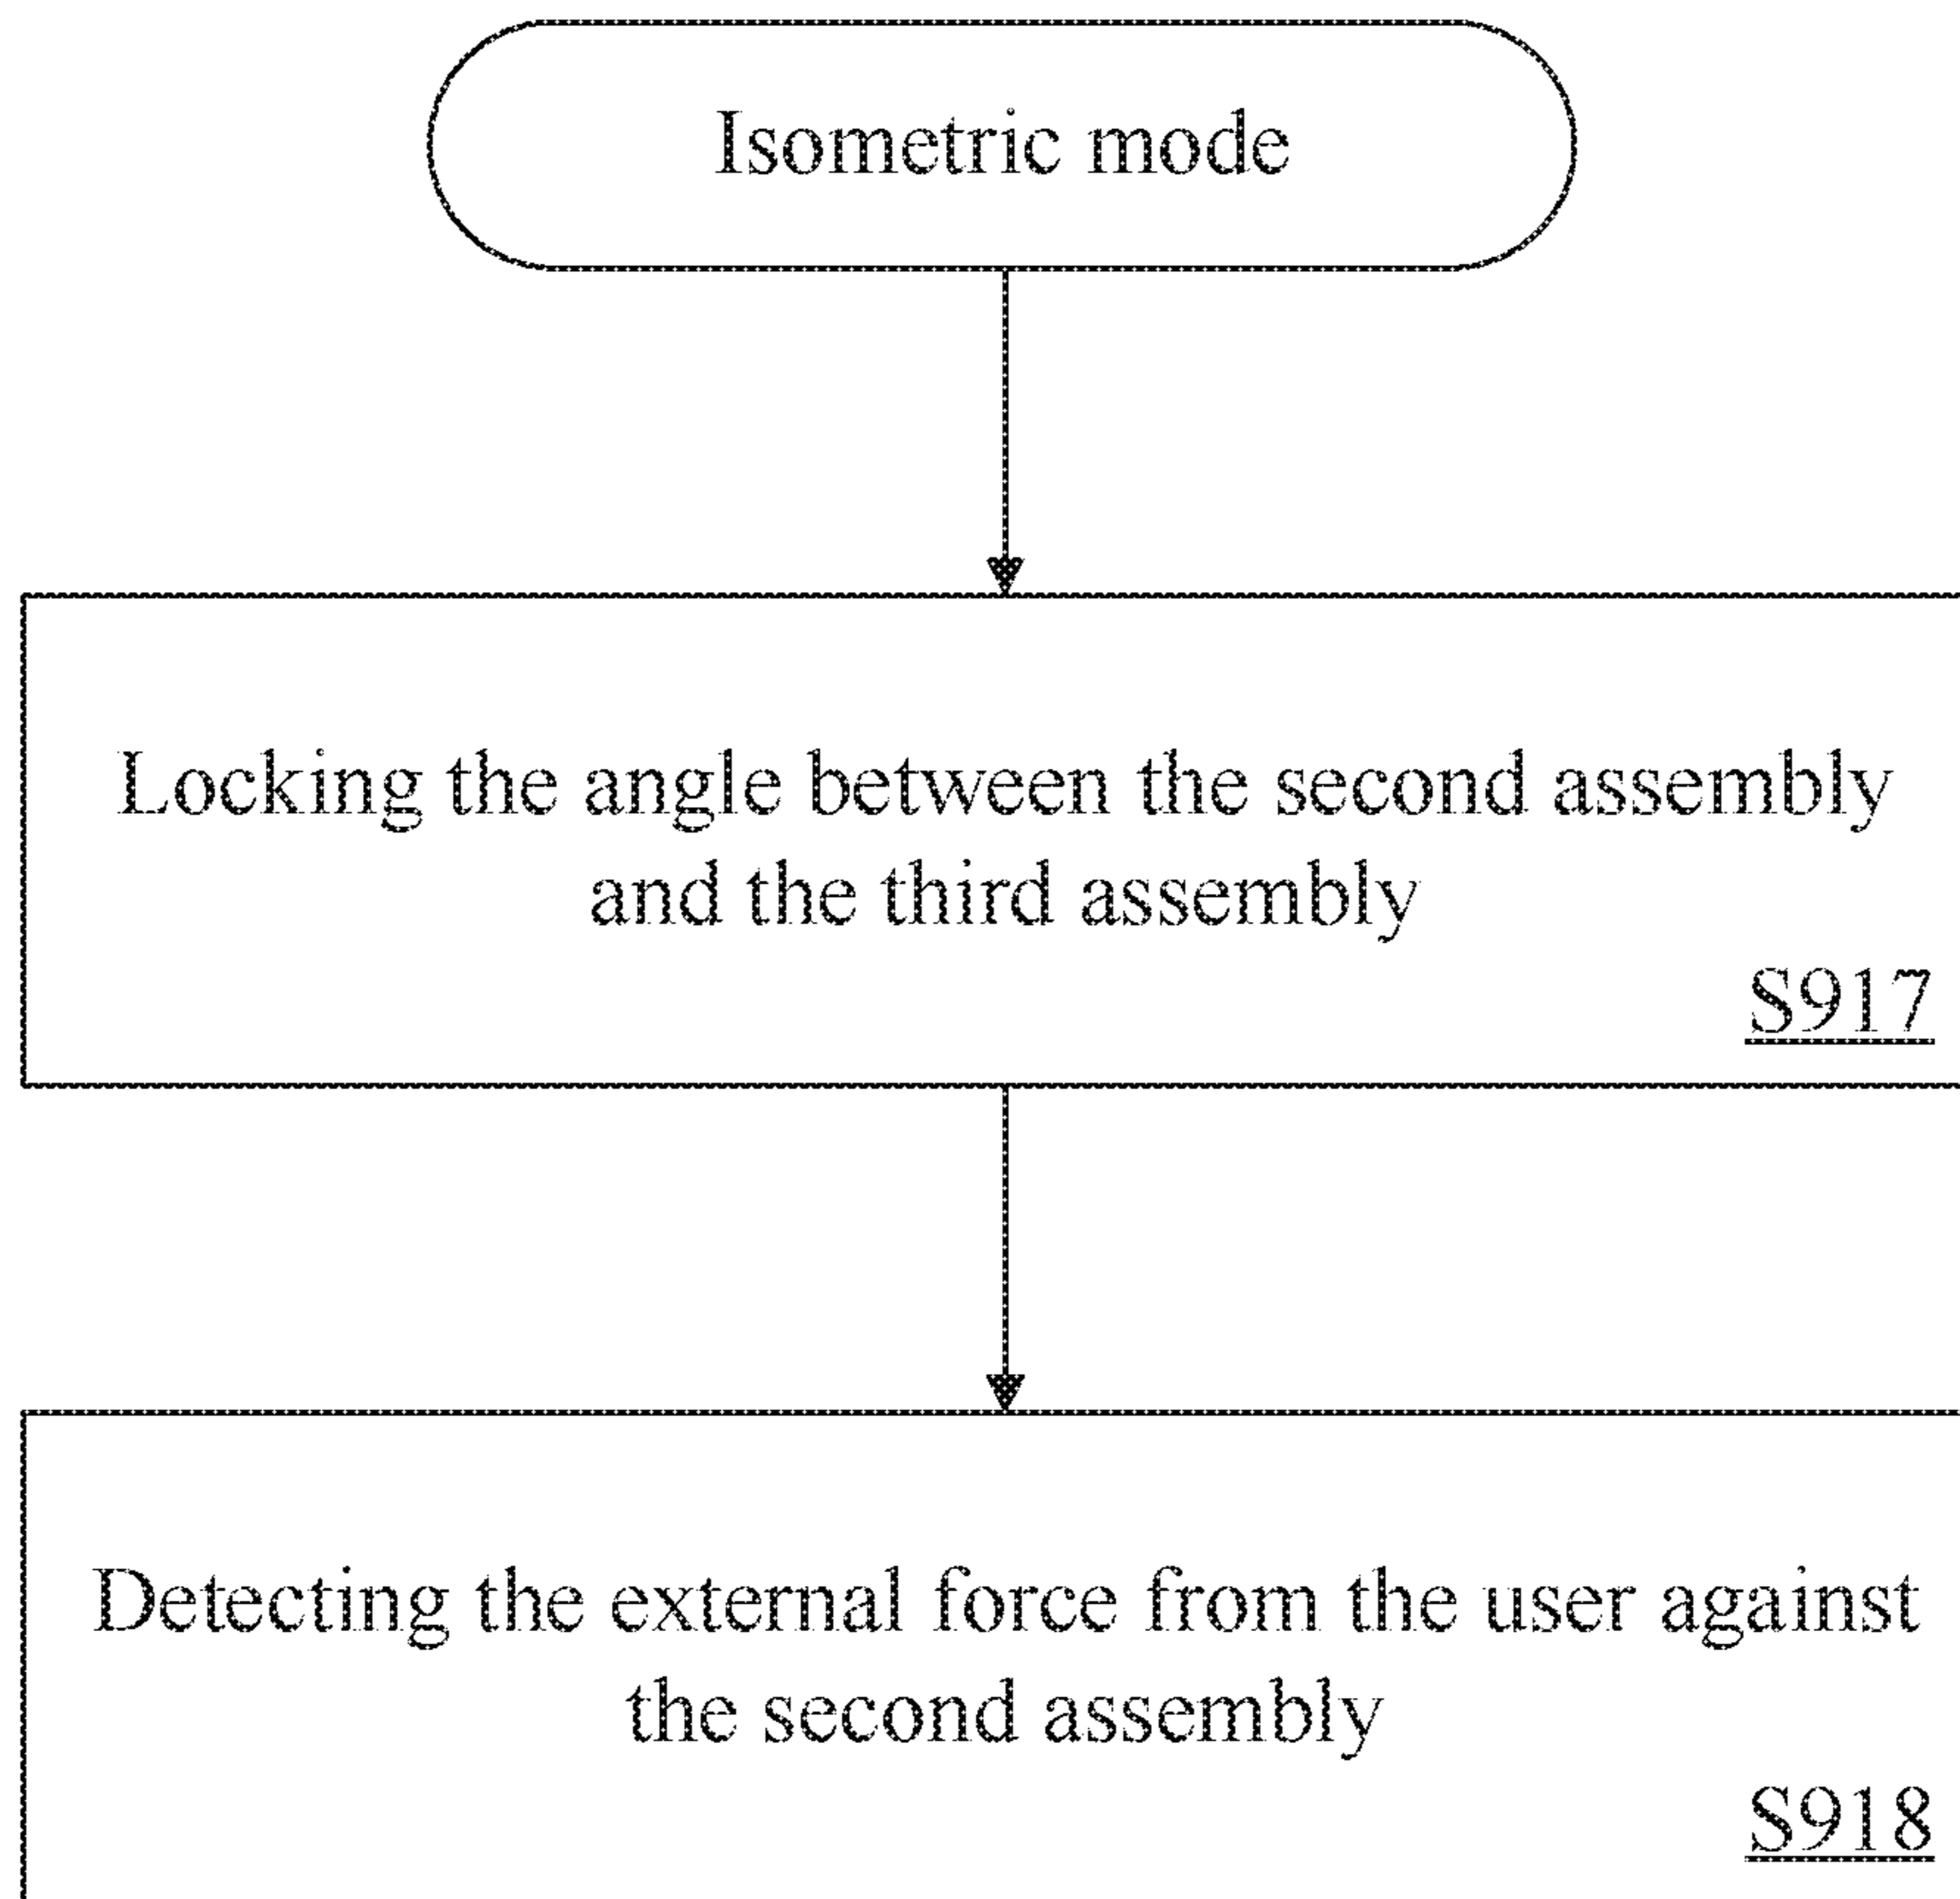 Isometric mode
Locking the angle between the second assembly
and the third assembly
S917
Detecting the external force from the user against
the second assembly
S918